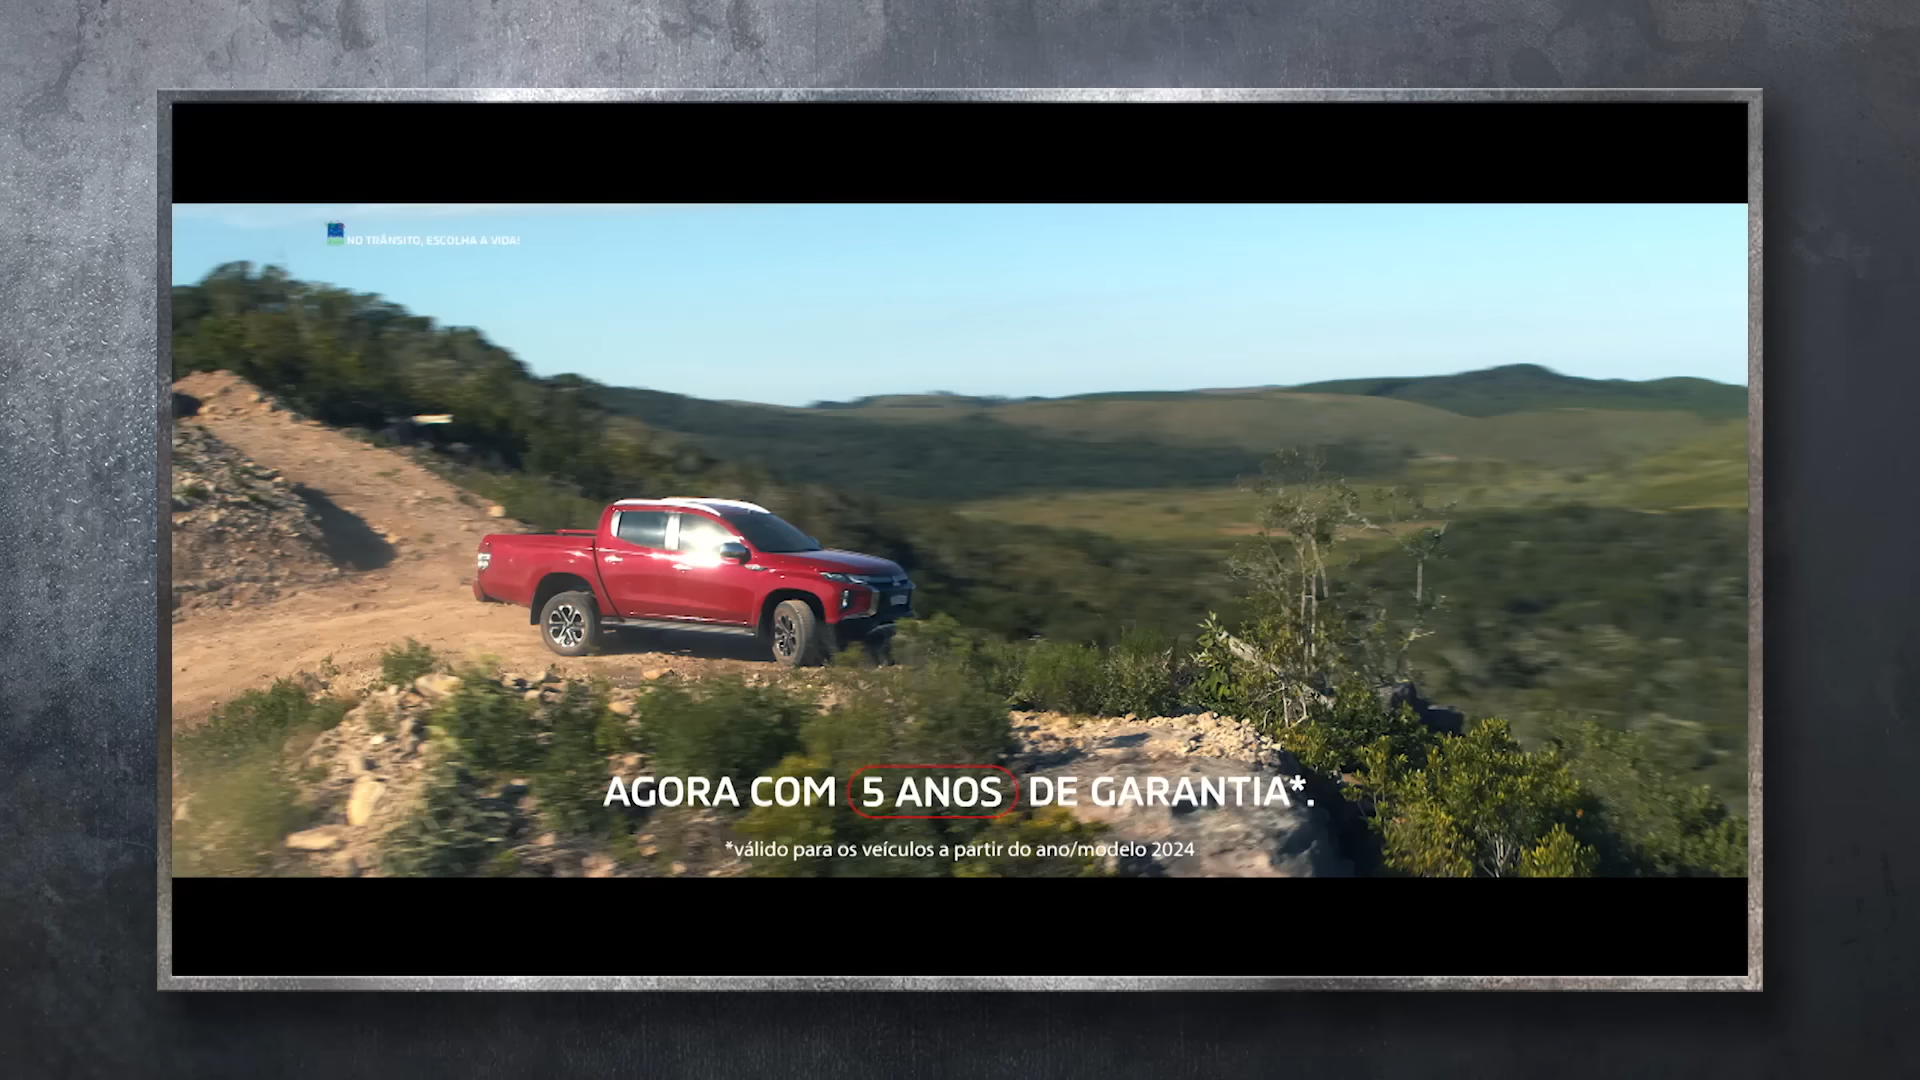 NO TRÂNSITO, ESCOLHA A VIDA!
AGORA COM 5 ANOS DE GARANTIA*.
*válido para os veículos a partir do ano/modelo 2024